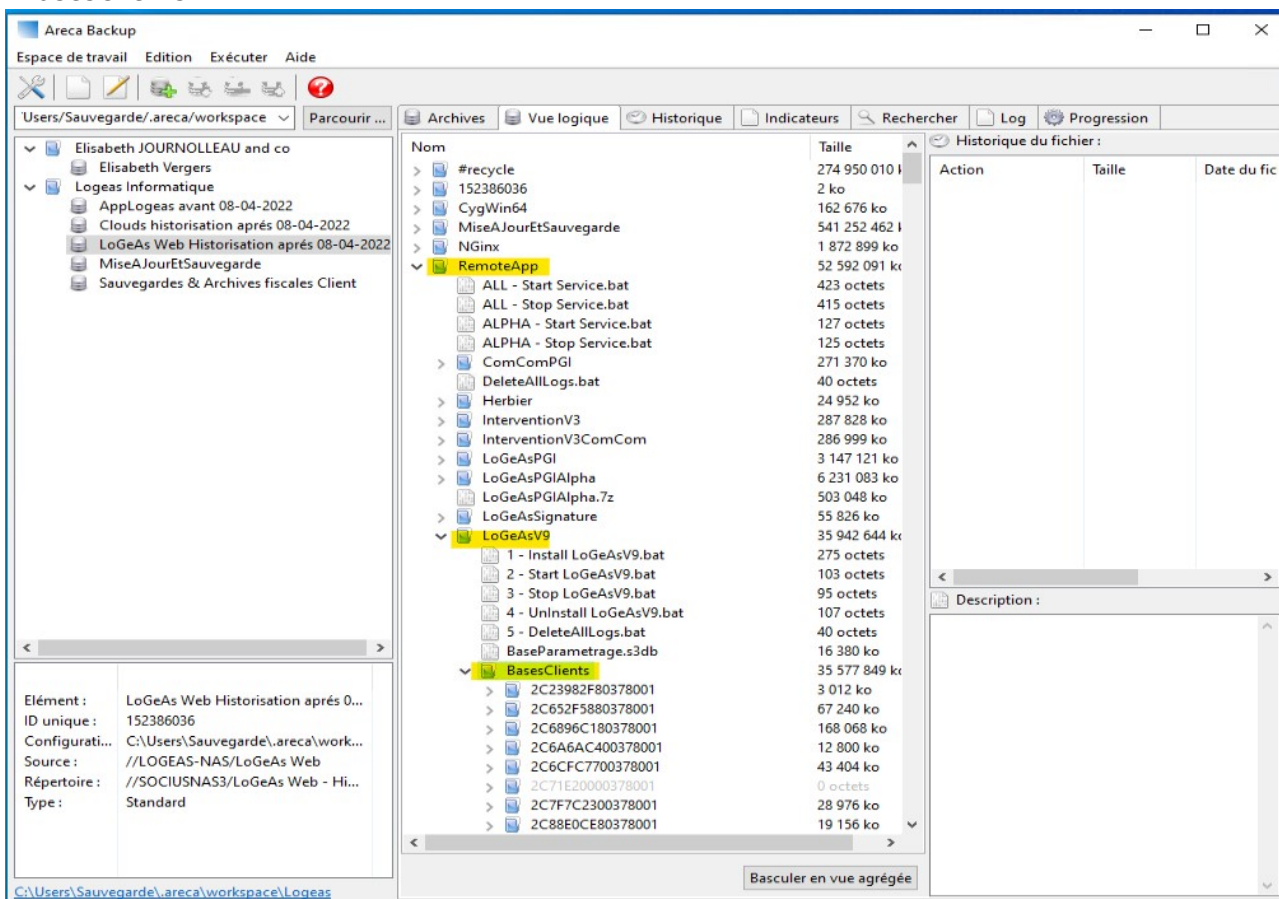 Areca Backup
Espace de travail Edition Exécuter Aide
'Users/Sauvegarde/.areca/workspace Parcourir ...
Archives Vue logique Historique Indicateurs Rechercher Log Progression
Elisabeth JOURNOLLEAU and co
Elisabeth Vergers
Logeas Informatique
AppLogeas avant 08-04-2022
Clouds historisation aprés 08-04-2022
LoGeAs Web Historisation aprés 08-04-2022
MiseAJourEtSauvegarde
Sauvegardes & Archives fiscales Client
Elément : LoGeAs Web Historisation aprés 0...
ID unique : 152386036
Configurati... C:\Users\Sauvegarde\.areca\work...
Source : //LOGEAS-NAS/LoGeAs Web
Répertoire : //SOCIUSNAS3/LoGeAs Web - Hi...
Type : Standard
C:\Users\Sauvegarde\.areca\workspace\Logeas
Nom Taille
#recycle 274 950 010 k
152386036 2 ko
CygWin64 162 676 ko
MiseAJourEtSauvegarde 541 252 462 k
NGinx 1 872 899 ko
RemoteApp 52 592 091 ko
ALL - Start Service.bat 423 octets
ALL - Stop Service.bat 415 octets
ALPHA - Start Service.bat 127 octets
ALPHA - Stop Service.bat 125 octets
ComComPGI 271 370 ko
DeleteAllLogs.bat 40 octets
Herbier 24 952 ko
InterventionV3 287 828 ko
InterventionV3ComCom 286 999 ko
LoGeAsPGI 3 147 121 ko
LoGeAsPGIAlpha 6 231 083 ko
LoGeAsPGIAlpha.7z 503 048 ko
LoGeAsSignature 55 826 ko
LoGeAsV9 35 942 644 ko
1 - Install LoGeAsV9.bat 275 octets
2 - Start LoGeAsV9.bat 103 octets
3 - Stop LoGeAsV9.bat 95 octets
4 - UnInstall LoGeAsV9.bat 107 octets
5 - DeleteAllLogs.bat 40 octets
BaseParametrage.s3db 16 380 ko
BasesClients 35 577 849 ko
2C23982F80378001 3 012 ko
2C652F5880378001 67 240 ko
2C6896C180378001 168 068 ko
2C6A6AC400378001 12 800 ko
2C6CFC7700378001 43 404 ko
2C71E20000378001 0 octets
2C7F7C2300378001 28 976 ko
2C88E0CE80378001 19 156 ko
Basculer en vue agrégée
Historique du fichier :
Action Taille Date du fic
Description :